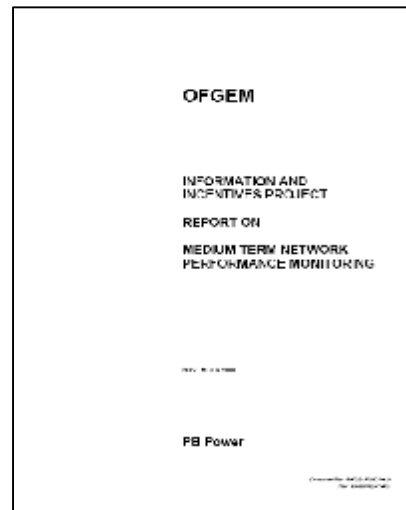 OFGEM
INFORMATION AND
INCENTIVES PROJECT
REPORT ON
MEDIUM TERM NETWORK
PERFORMANCE MONITORING
PB Power